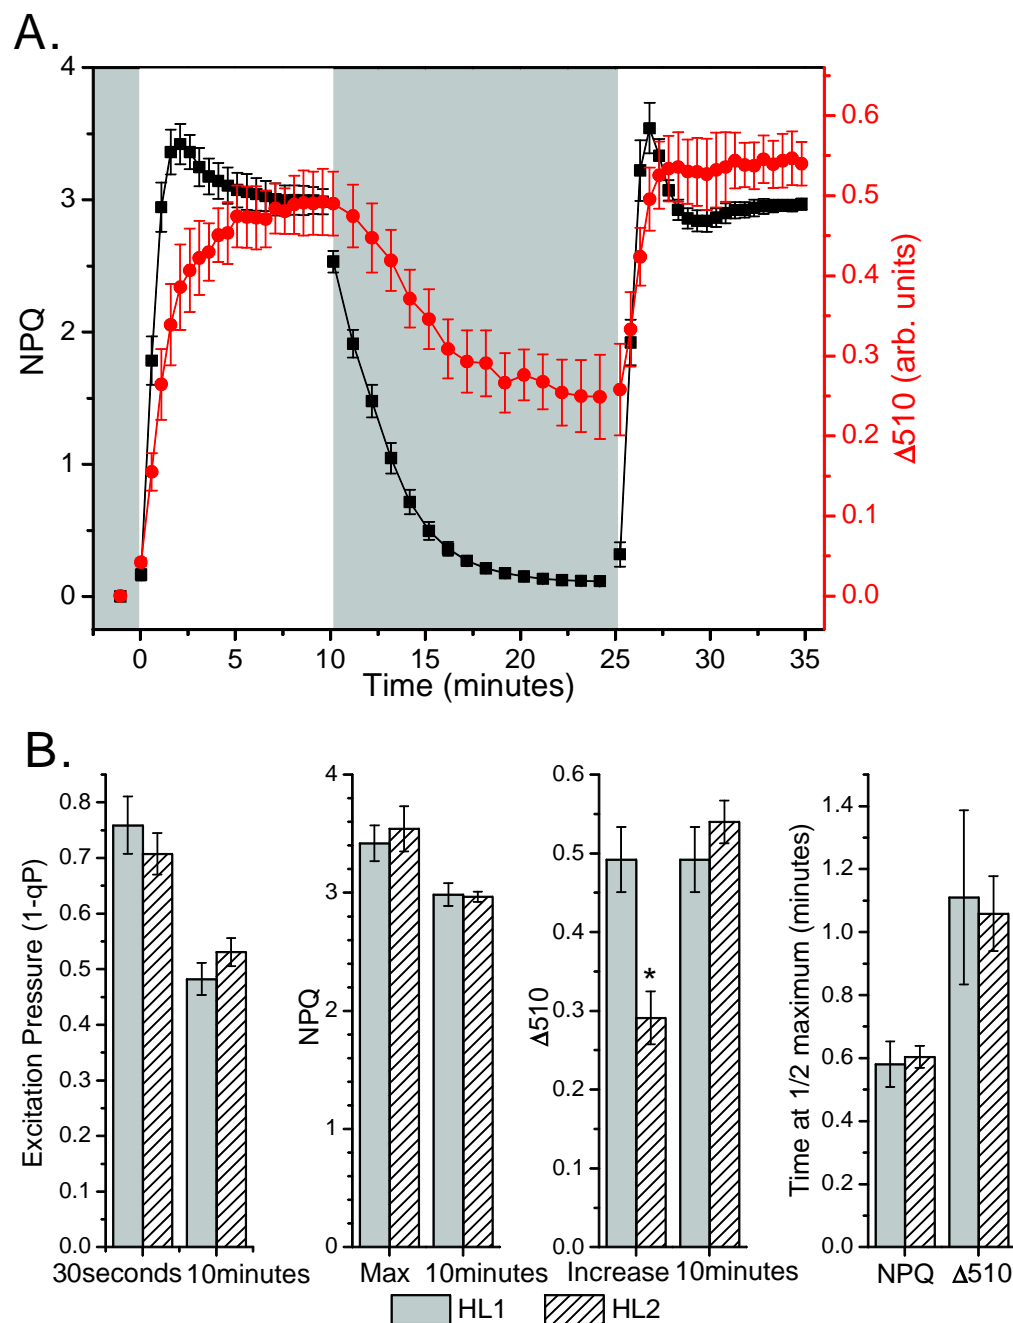 A.
4
3
2
1
0
NPQ
0.6
0.5
0.4
0.3
0.2
0.1
0.0
Δ510 (arb. units)
0 5 10 15 20 25 30 35
Time (minutes)
B.
0.8
0.7
0.6
0.5
0.4
0.3
0.2
0.1
0.0
Excitation Pressure (1-qP)
30seconds 10minutes
4
3
2
1
0
NPQ
Max 10minutes
0.6
0.5
0.4
0.3
0.2
0.1
0.0
Δ510
*
Increase 10minutes
1.4
1.2
1.0
0.8
0.6
0.4
0.2
0.0
Time at 1/2 maximum (minutes)
NPQ Δ510
HL1 HL2